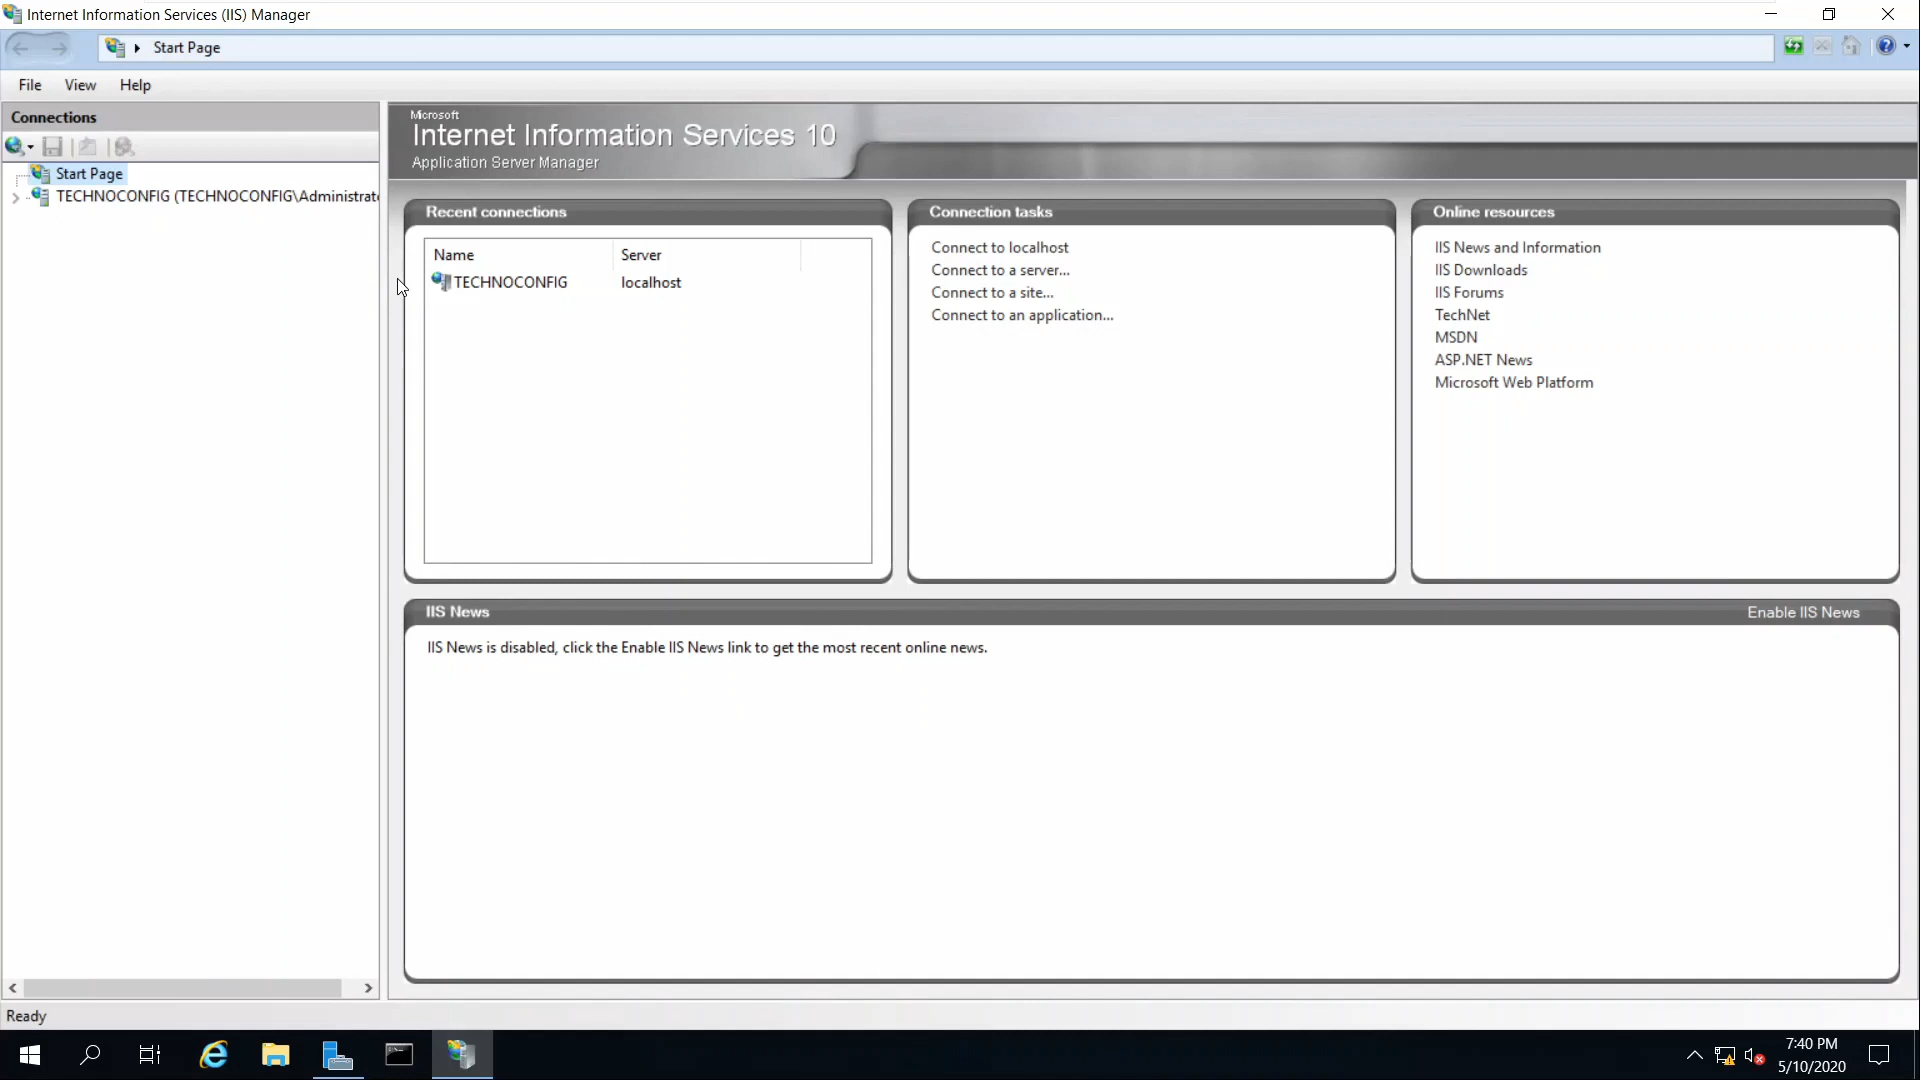 Internet Information Services (IIS) Manager
Start Page
File View Help
Connections
Start Page
TECHNOCONFIG (TECHNOCONFIG\Administrato
Microsoft
Internet Information Services 10
Application Server Manager
Recent connections
Name Server
TECHNOCONFIG localhost
Connection tasks
Connect to localhost
Connect to a server...
Connect to a site...
Connect to an application...
Online resources
IIS News and Information
IIS Downloads
IIS Forums
TechNet
MSDN
ASP.NET News
Microsoft Web Platform
IIS News Enable IIS News
IIS News is disabled, click the Enable IIS News link to get the most recent online news.
Ready
7:40 PM
5/10/2020